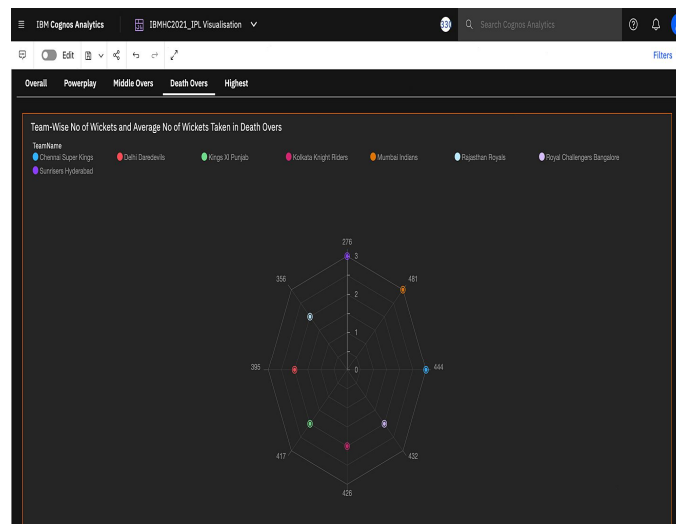 IBM Cognos Analytics
IBMHC2021_IPL Visualisation
Search Cognos Analytics
Edit
Filters
Overall Powerplay Middle Overs Death Overs Highest
Team-Wise No of Wickets and Average No of Wickets Taken in Death Overs
TeamName
Chennai Super Kings Delhi Daredevils Kings XI Punjab Kolkata Knight Riders Mumbai Indians Rajasthan Royals Royal Challengers Bangalore
Sunrisers Hyderabad
276
3
356
481
2
1
395
0
444
417
432
426